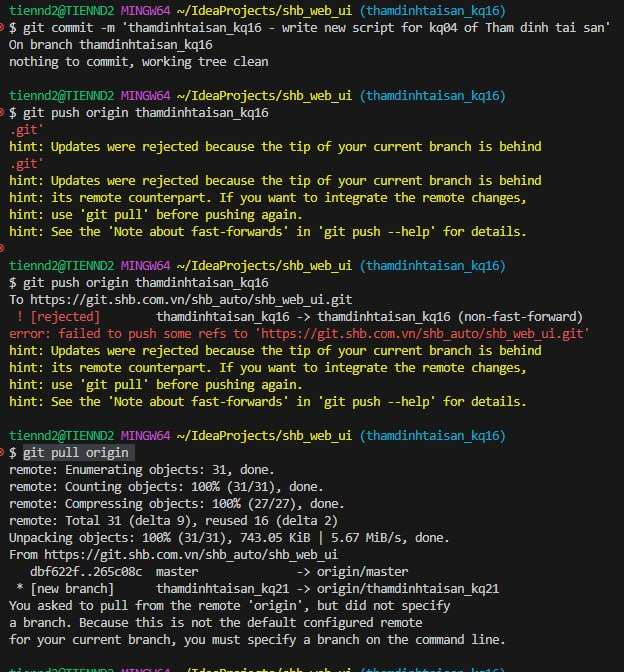 tiennd2@TIENND2 MINGW64 ~/IdeaProjects/shb_web_ui (thamdinhtaisan_kq16)
$ git commit -m 'thamdinhtaisan_kq16 - write new script for kq04 of Tham dinh tai san'
On branch thamdinhtaisan_kq16
nothing to commit, working tree clean
tiennd2@TIENND2 MINGW64 ~/IdeaProjects/shb_web_ui (thamdinhtaisan_kq16)
$ git push origin thamdinhtaisan_kq16
.git'
hint: Updates were rejected because the tip of your current branch is behind
.git'
hint: Updates were rejected because the tip of your current branch is behind
hint: its remote counterpart. If you want to integrate the remote changes,
hint: use 'git pull' before pushing again.
hint: See the 'Note about fast-forwards' in 'git push --help' for details.
tiennd2@TIENND2 MINGW64 ~/IdeaProjects/shb_web_ui (thamdinhtaisan_kq16)
$ git push origin thamdinhtaisan_kq16
To https://git.shb.com.vn/shb_auto/shb_web_ui.git
! [rejected] thamdinhtaisan_kq16 -> thamdinhtaisan_kq16 (non-fast-forward)
error: failed to push some refs to 'https://git.shb.com.vn/shb_auto/shb_web_ui.git'
hint: Updates were rejected because the tip of your current branch is behind
hint: its remote counterpart. If you want to integrate the remote changes,
hint: use 'git pull' before pushing again.
hint: See the 'Note about fast-forwards' in 'git push --help' for details.
tiennd2@TIENND2 MINGW64 ~/IdeaProjects/shb_web_ui (thamdinhtaisan_kq16)
$ git pull origin
remote: Enumerating objects: 31, done.
remote: Counting objects: 100% (31/31), done.
remote: Compressing objects: 100% (27/27), done.
remote: Total 31 (delta 9), reused 16 (delta 2)
Unpacking objects: 100% (31/31), 743.05 KiB | 5.67 MiB/s, done.
From https://git.shb.com.vn/shb_auto/shb_web_ui
dbf622f..265c08c master -> origin/master
* [new branch] thamdinhtaisan_kq21 -> origin/thamdinhtaisan_kq21
You asked to pull from the remote 'origin', but did not specify
a branch. Because this is not the default configured remote
for your current branch, you must specify a branch on the command line.